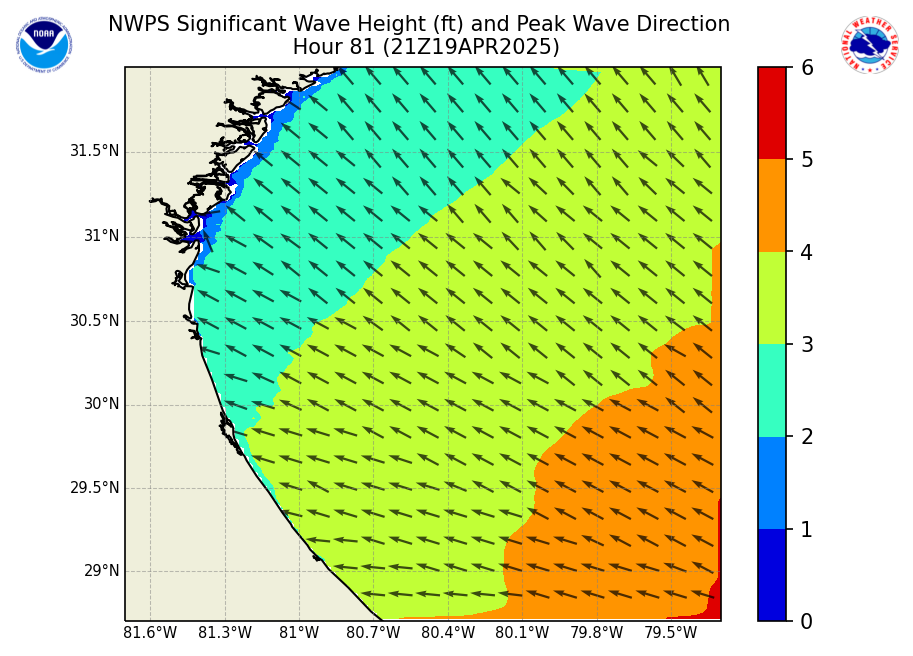 NWPS Significant Wave Height (ft) and Peak Wave Direction
Hour 81 (21Z19APR2025)
NOAA
NATIONAL WEATHER SERVICE
31.5°N
31°N
30.5°N
30°N
29.5°N
29°N
81.6°W 81.3°W 81°W 80.7°W 80.4°W 80.1°W 79.8°W 79.5°W
6
5
4
3
2
1
0